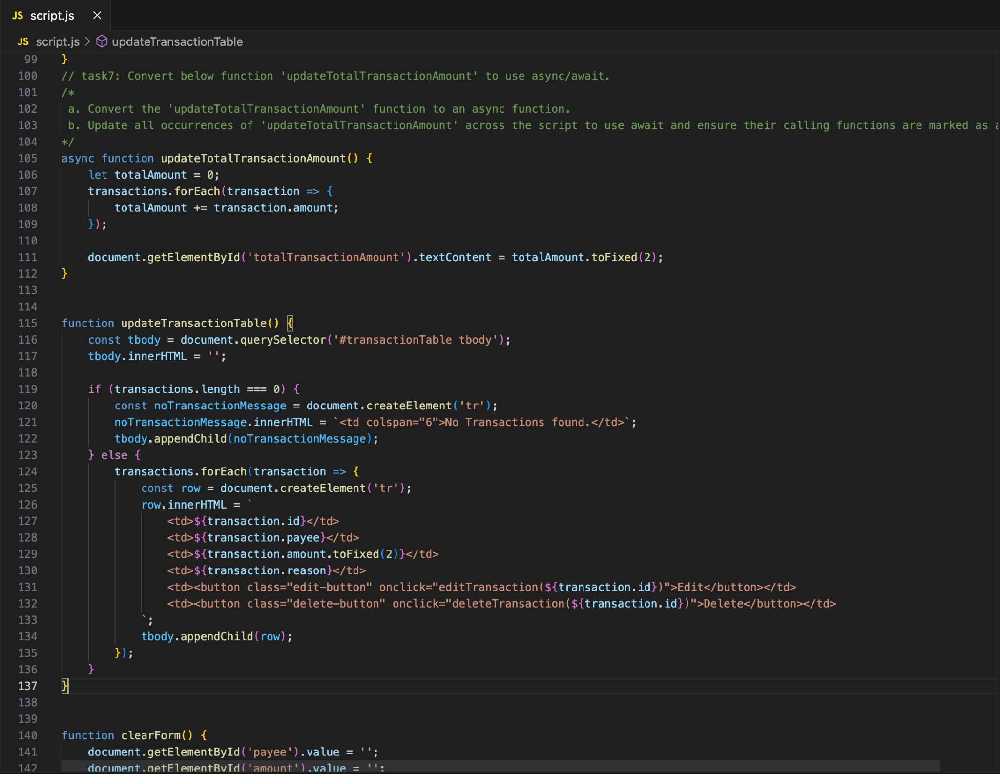 JS script.js ×
JS script.js > updateTransactionTable
99 }
100 // task7: Convert below function 'updateTotalTransactionAmount' to use async/await.
101 /*
102 a. Convert the 'updateTotalTransactionAmount' function to an async function.
103 b. Update all occurrences of 'updateTotalTransactionAmount' across the script to use await and ensure their calling functions are marked as
104 */
105 async function updateTotalTransactionAmount() {
106 let totalAmount = 0;
107 transactions.forEach(transaction => {
108 totalAmount += transaction.amount;
109 });
110
111 document.getElementById('totalTransactionAmount').textContent = totalAmount.toFixed(2);
112 }
113
114
115 function updateTransactionTable() {
116 const tbody = document.querySelector('#transactionTable tbody');
117 tbody.innerHTML = '';
118
119 if (transactions.length === 0) {
120 const noTransactionMessage = document.createElement('tr');
121 noTransactionMessage.innerHTML = `<td colspan="6">No Transactions found.</td>`;
122 tbody.appendChild(noTransactionMessage);
123 } else {
124 transactions.forEach(transaction => {
125 const row = document.createElement('tr');
126 row.innerHTML = `
127 <td>${transaction.id}</td>
128 <td>${transaction.payee}</td>
129 <td>${transaction.amount.toFixed(2)}</td>
130 <td>${transaction.reason}</td>
131 <td><button class="edit-button" onclick="editTransaction(${transaction.id})">Edit</button></td>
132 <td><button class="delete-button" onclick="deleteTransaction(${transaction.id})">Delete</button></td>
133 `;
134 tbody.appendChild(row);
135 });
136 }
137 }
138
139
140 function clearForm() {
141 document.getElementById('payee').value = '';
142 document.getElementById('amount').value = '';